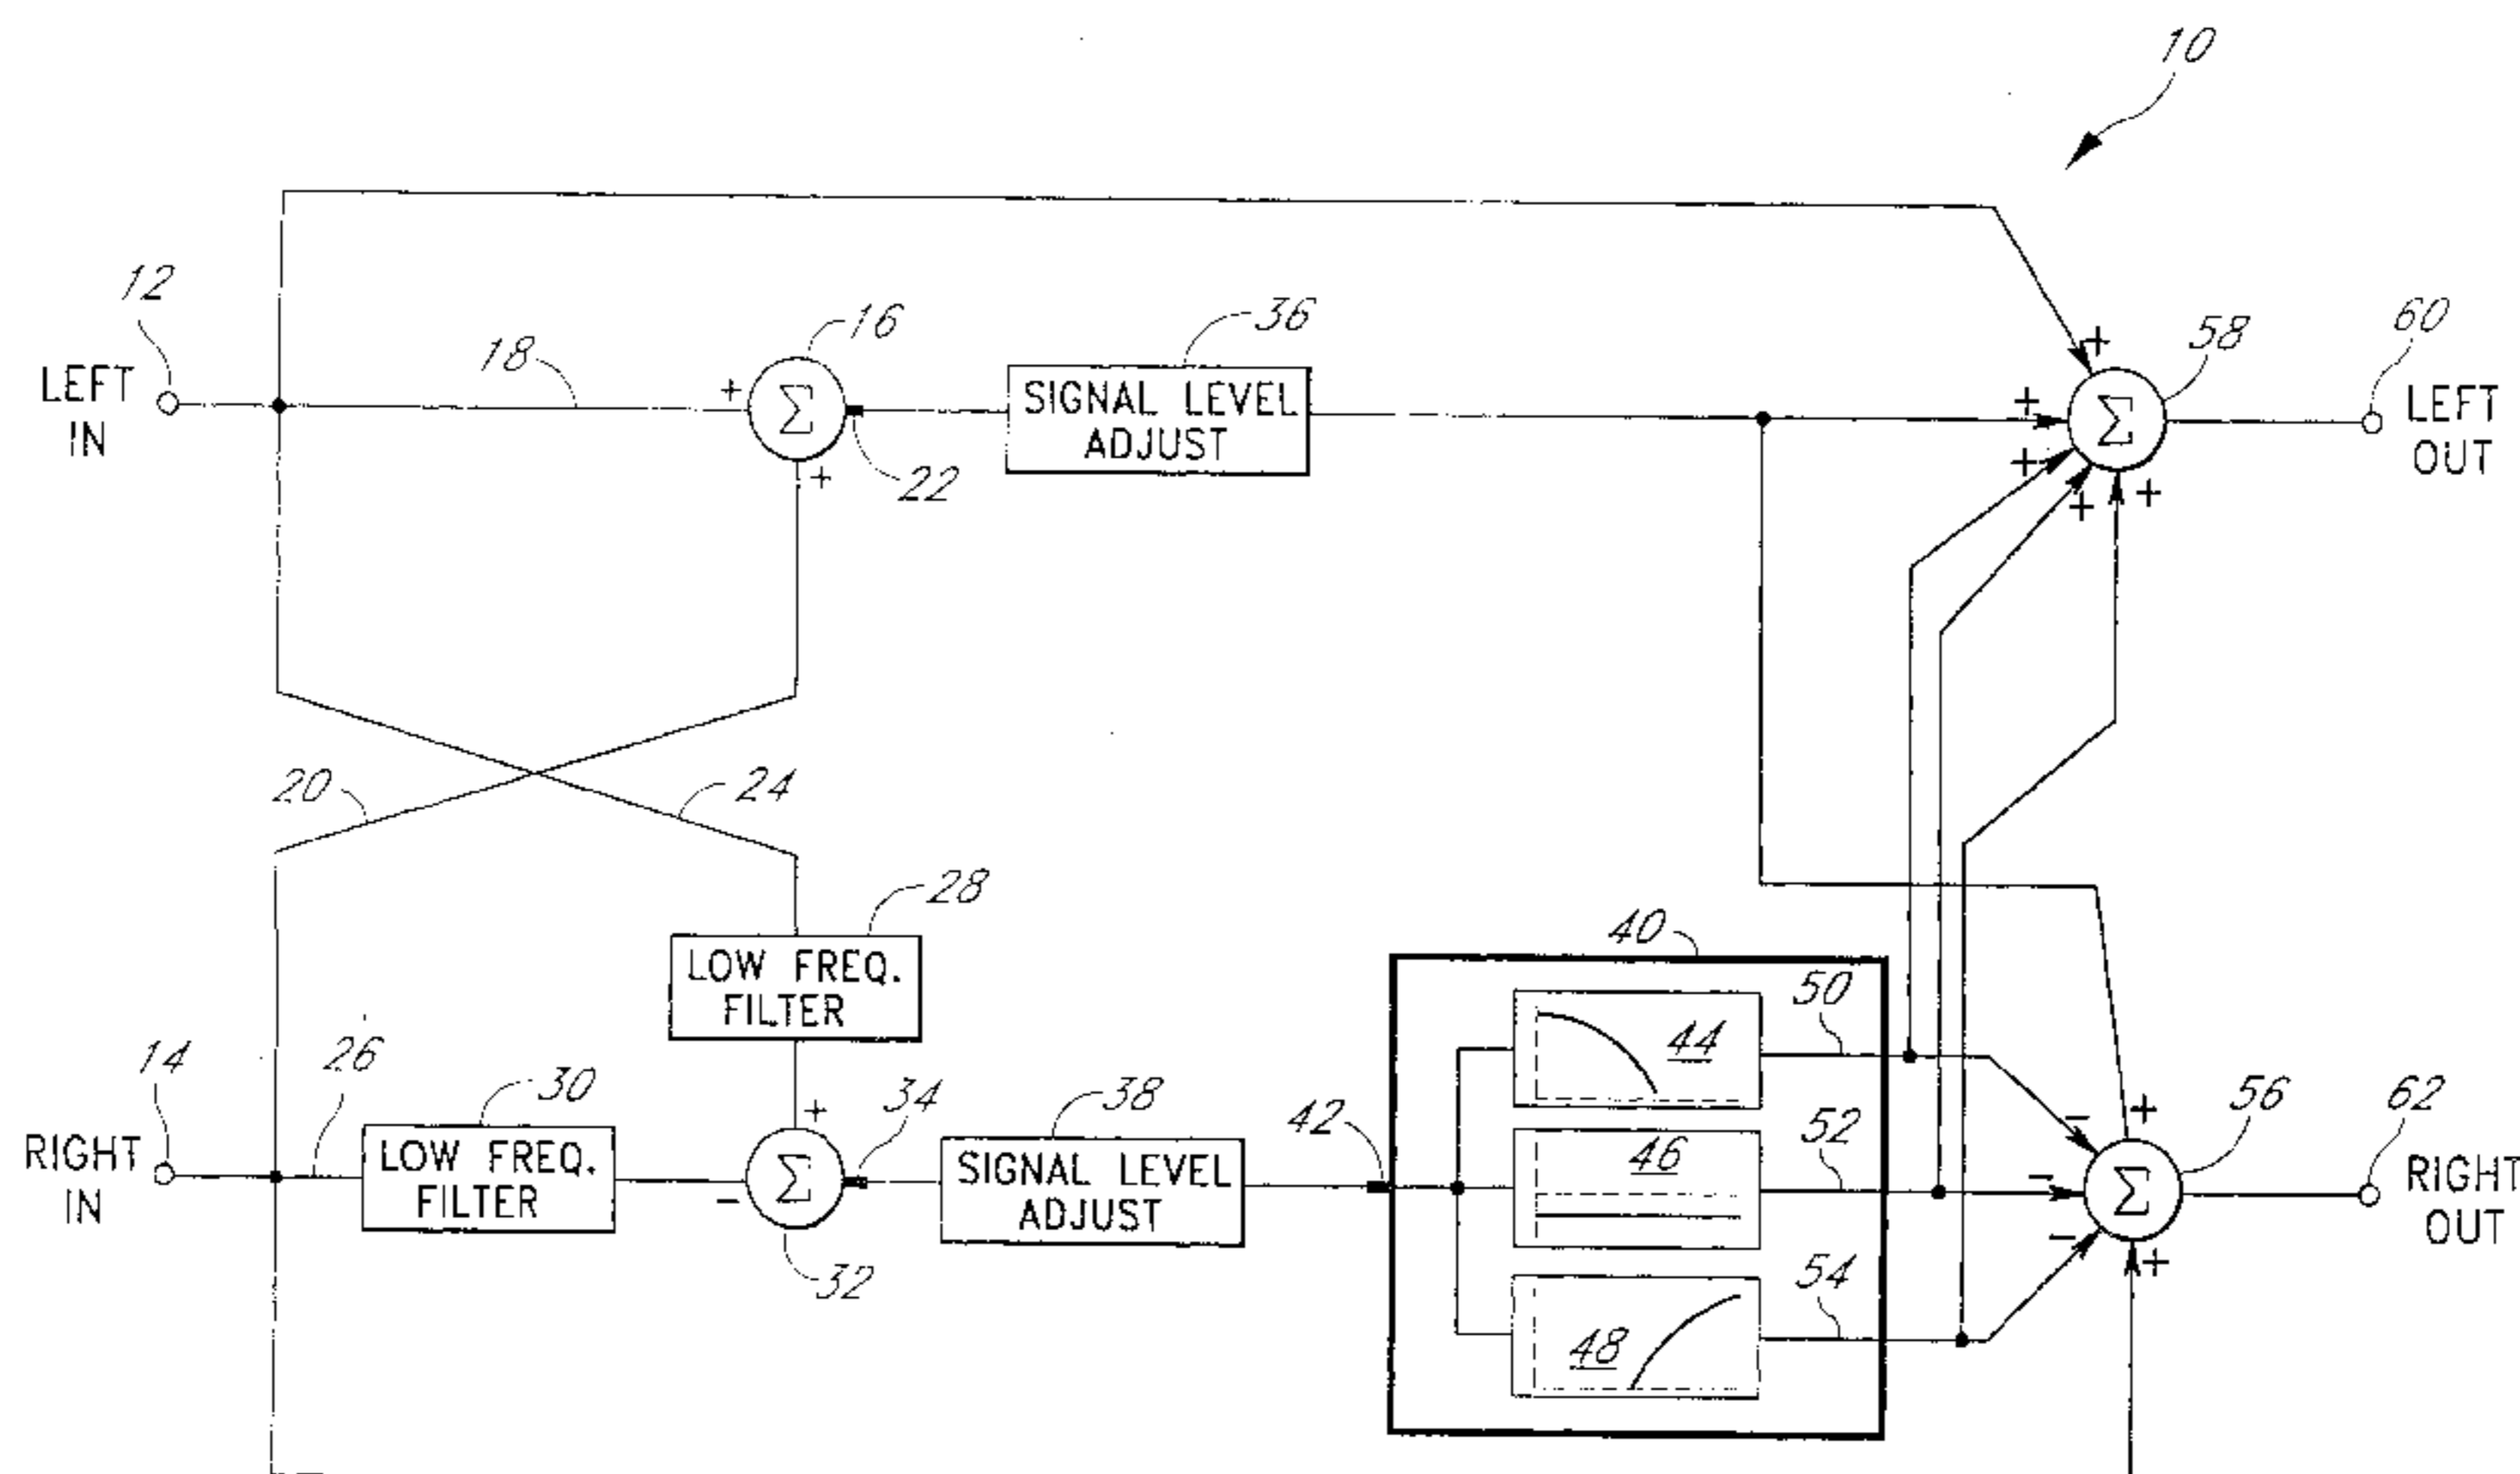 10
12
LEFT
IN
18
16
+
Σ
+
22
36
SIGNAL LEVEL
ADJUST
+
+
+
+
+
Σ
58
60
LEFT
OUT
20
24
28
LOW FREQ.
FILTER
14
RIGHT
IN
26
30
LOW FREQ.
FILTER
+
-
Σ
32
34
38
SIGNAL LEVEL
ADJUST
42
40
44
50
46
52
48
54
+
-
-
-
+
Σ
56
62
RIGHT
OUT